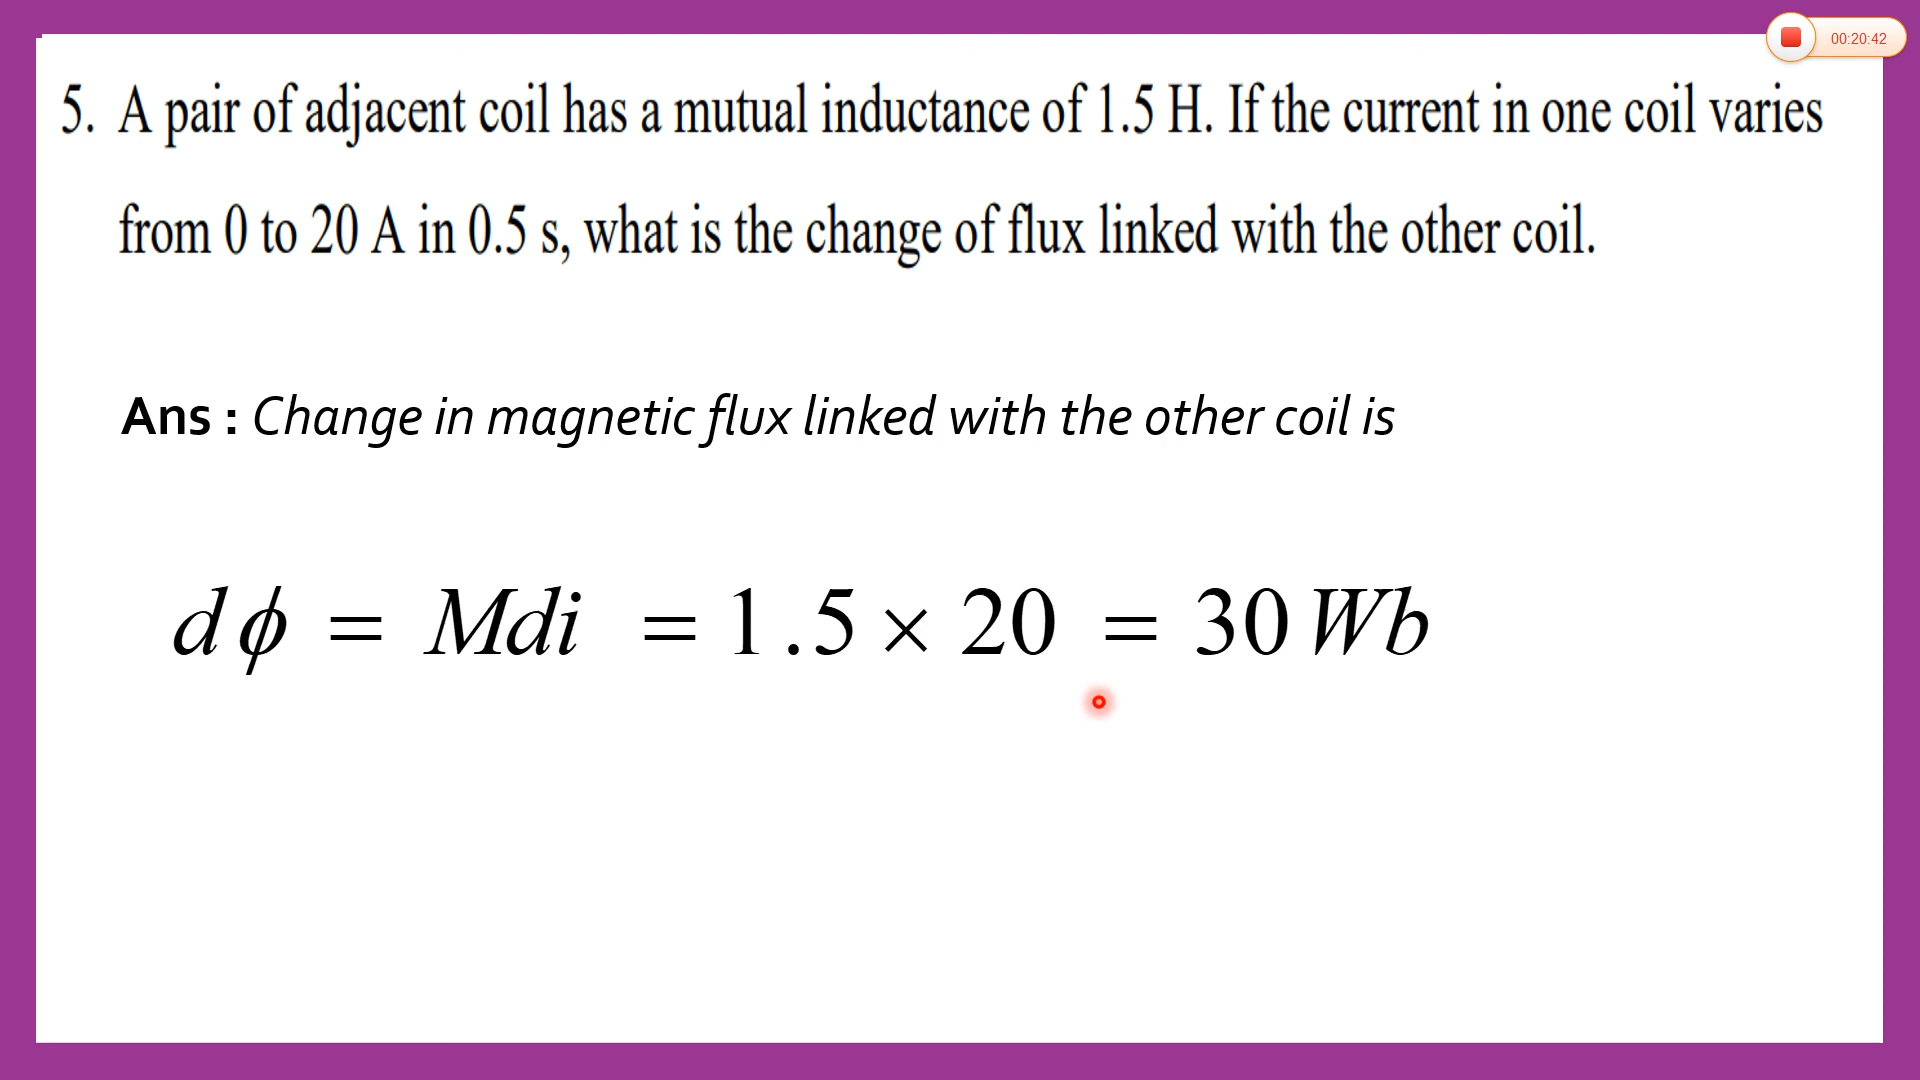 00:20:42
5. A pair of adjacent coil has a mutual inductance of 1.5 H. If the current in one coil varies
from 0 to 20 A in 0.5 s, what is the change of flux linked with the other coil.
Ans : Change in magnetic flux linked with the other coil is
dϕ = Mdi = 1.5 × 20 = 30 Wb